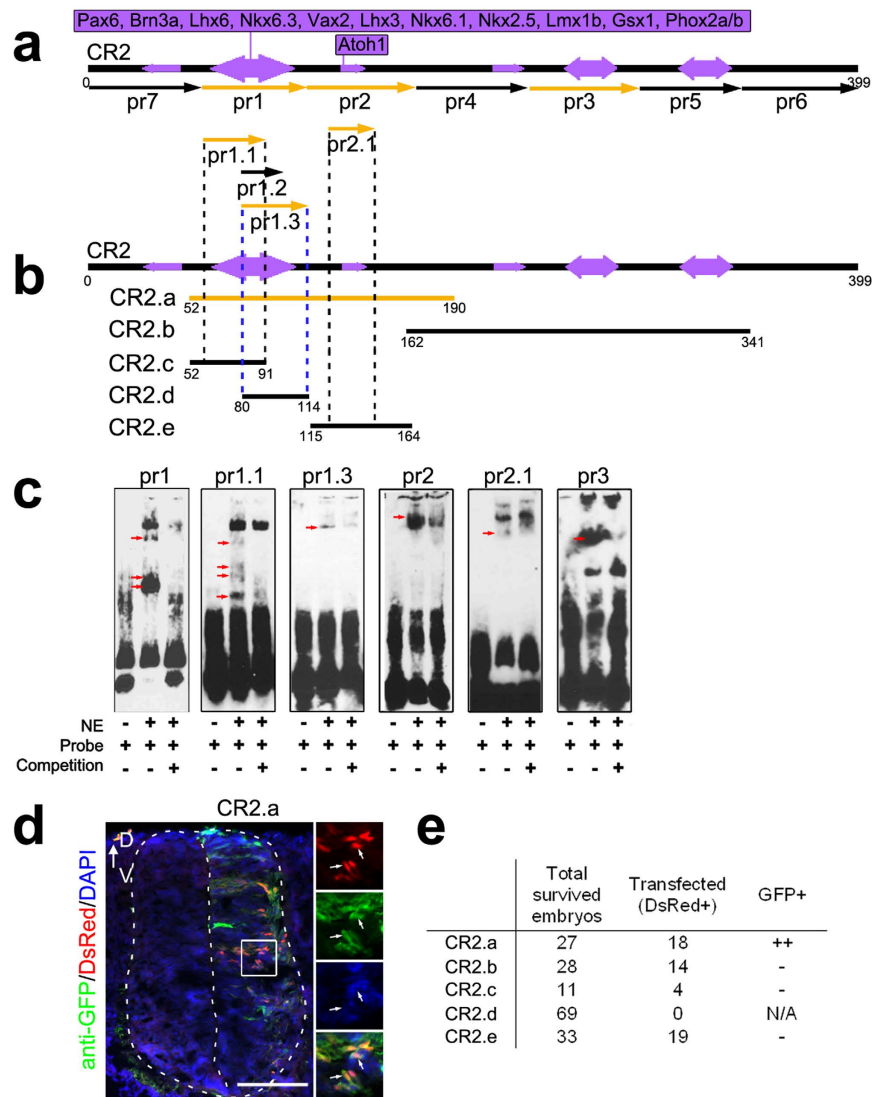 a
Pax6, Brn3a, Lhx6, Nkx6.3, Vax2, Lhx3, Nkx6.1, Nkx2.5, Lmx1b, Gsx1, Phox2a/b
Atoh1
CR2
0 399
pr7 pr1 pr2 pr4 pr3 pr5 pr6
pr1.1 pr2.1
pr1.2
pr1.3
b
CR2
0 399
CR2.a
52 190
CR2.b
162 341
CR2.c
52 91
CR2.d
80 114
CR2.e
115 164
c
pr1 pr1.1 pr1.3 pr2 pr2.1 pr3
NE - + + - + + - + + - + + - + + - + +
Probe + + + + + + + + + + + + + + + + + +
Competition - - + - - + - - + - - + - - + - - +
d
CR2.a
D
V
anti-GFP/DsRed/DAPI
e
Total survived embryos Transfected (DsRed+) GFP+
CR2.a 27 18 ++
CR2.b 28 14 -
CR2.c 11 4 -
CR2.d 69 0 N/A
CR2.e 33 19 -